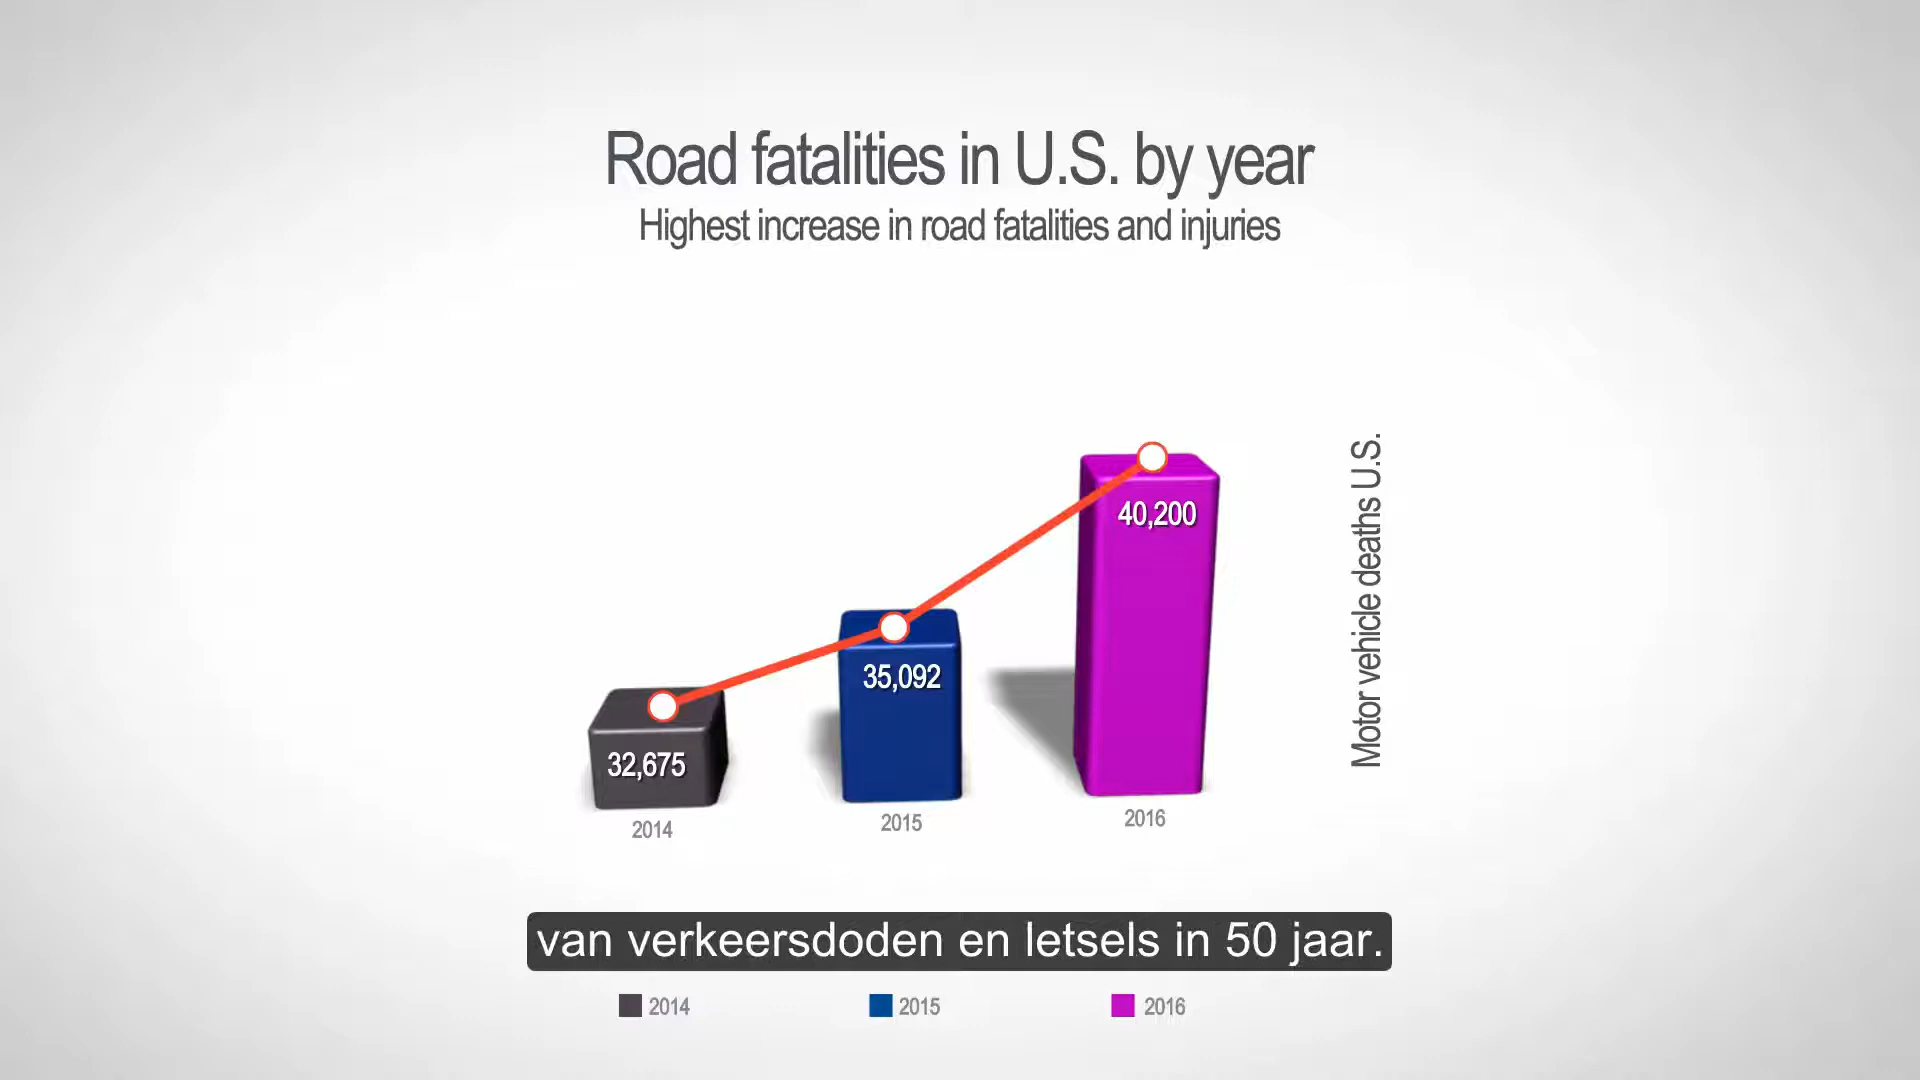 Road fatalities in U.S. by year
Highest increase in road fatalities and injuries
40,200
35,092
32,675
Motor vehicle deaths U.S.
2014
2015
2016
van verkeersdoden en letsels in 50 jaar.
2014
2015
2016